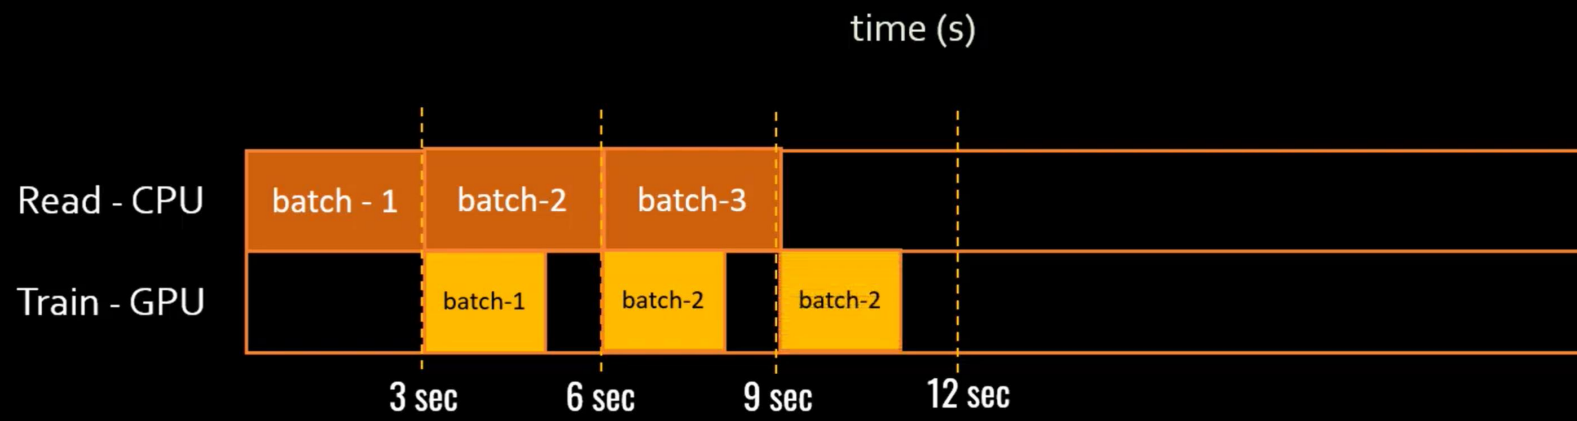 time (s)
Read - CPU
batch - 1
batch-2
batch-3
Train - GPU
batch-1
batch-2
batch-2
3 sec
6 sec
9 sec
12 sec